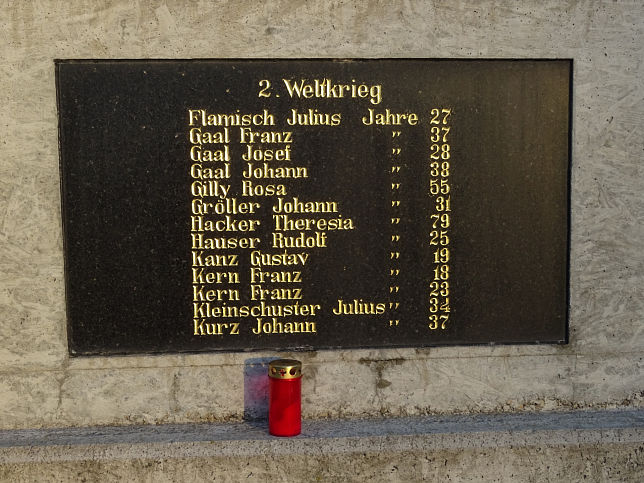 2. Weltkrieg
Flamisch Julius Jahre 27
Gaal Franz " 37
Gaal Josef " 28
Gaal Johann " 38
Gilly Rosa " 55
Gröller Johann " 31
Hacker Theresia " 79
Hauser Rudolf " 25
Kanz Gustav " 19
Kern Franz " 18
Kern Franz " 23
Kleinschuster Julius " 34
Kurz Johann " 37